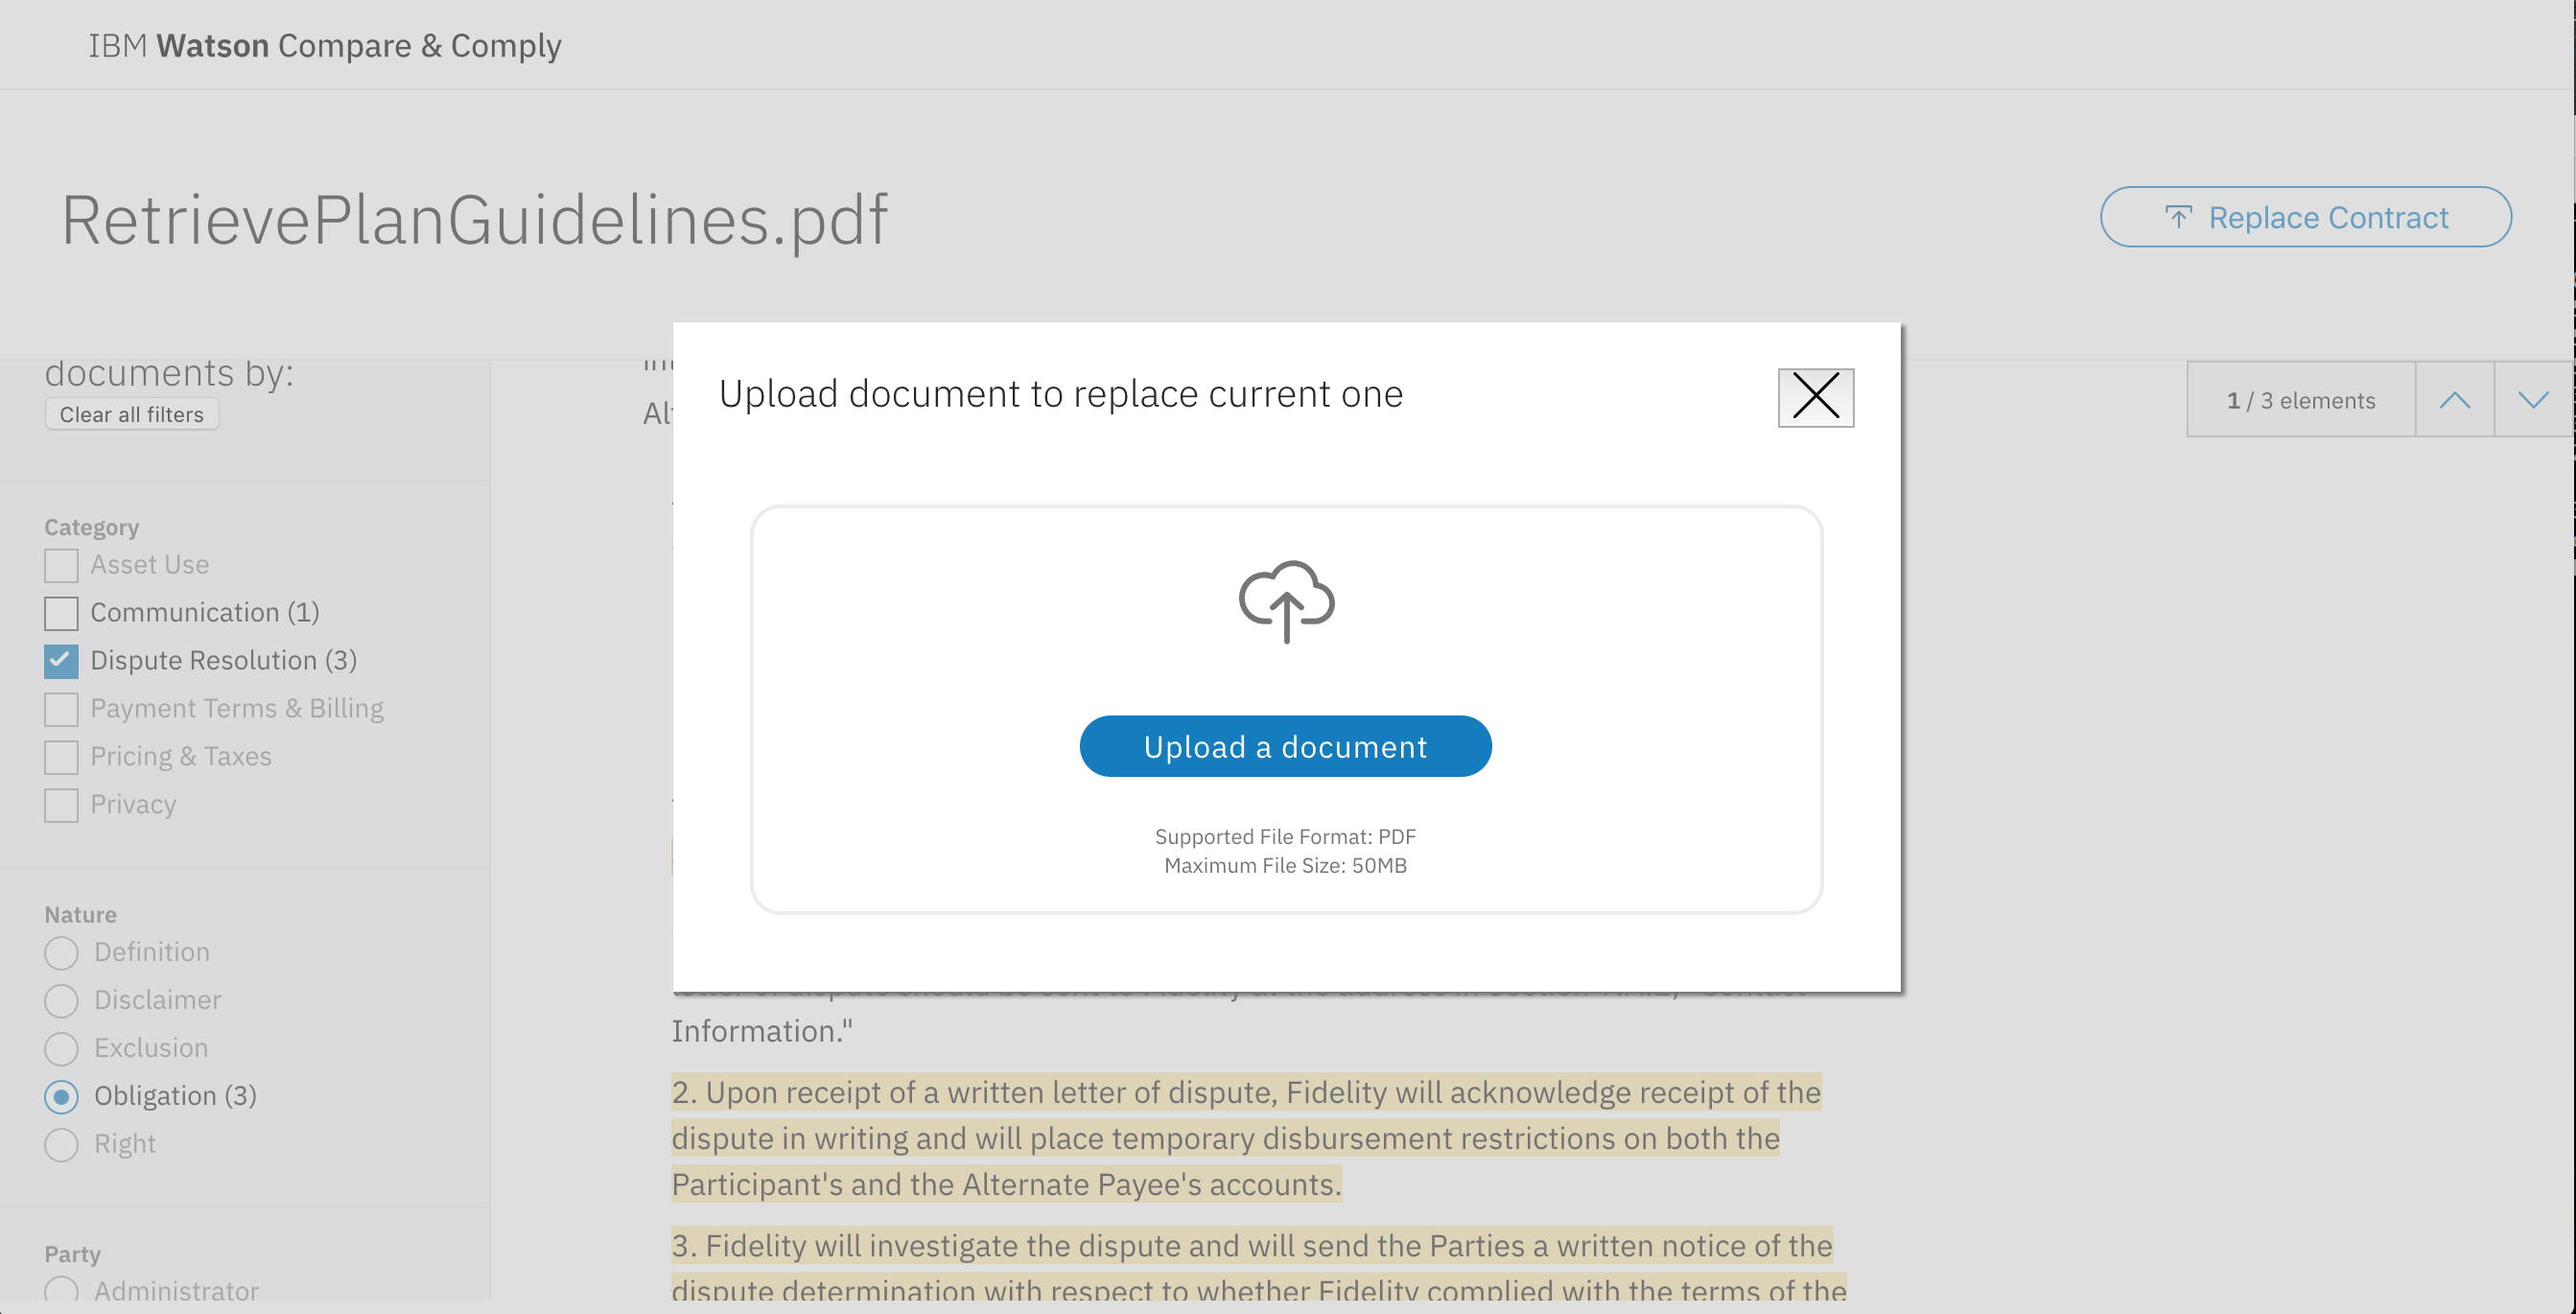 IBM Watson Compare & Comply
RetrievePlanGuidelines.pdf
Replace Contract
documents by:
Clear all filters
1 / 3 elements
Category
Asset Use
Communication (1)
Dispute Resolution (3)
Payment Terms & Billing
Pricing & Taxes
Privacy
Nature
Definition
Disclaimer
Exclusion
Obligation (3)
Right
Party
Administrator
Upload document to replace current one
Upload a document
Supported File Format: PDF
Maximum File Size: 50MB
Information."
2. Upon receipt of a written letter of dispute, Fidelity will acknowledge receipt of the
dispute in writing and will place temporary disbursement restrictions on both the
Participant's and the Alternate Payee's accounts.
3. Fidelity will investigate the dispute and will send the Parties a written notice of the
dispute determination with respect to whether Fidelity complied with the terms of the